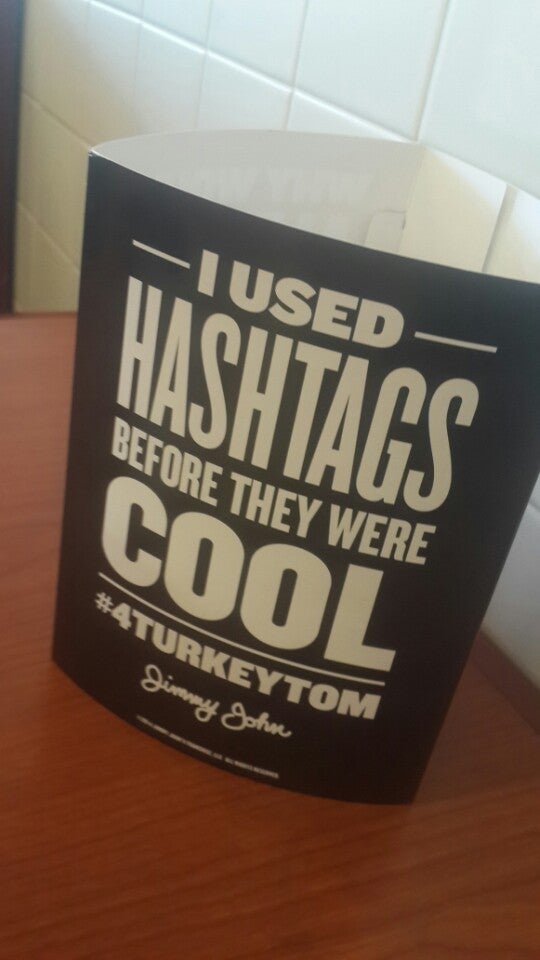 I USED
HASHTAGS
BEFORE THEY WERE
COOL
#4TURKEYTOM
Jimmy John